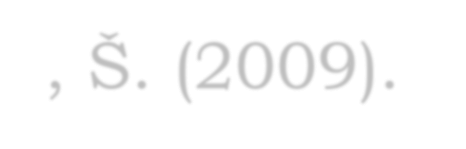 , Š. (2009).